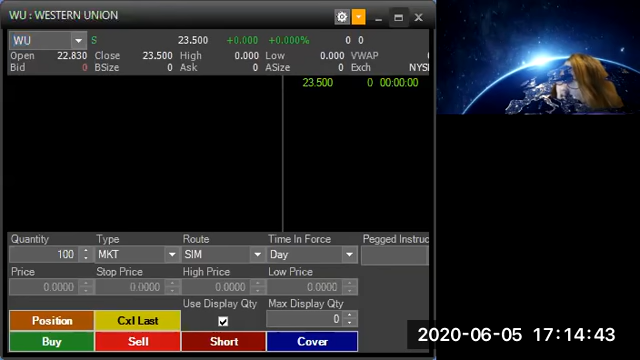 WU : WESTERN UNION
WU S 23.500 +0.000 +0.000% 0 0
Open 22.830 Close 23.500 High 0.000 Low 0.000 VWAP
Bid 0 BSize 0 Ask 0 ASize 0 Exch NYS
23.500 0 00:00:00
Quantity Type Route Time In Force Pegged Instruc
100 MKT SIM Day
Price Stop Price High Price Low Price
0.0000 0.0000 0.0000 0.0000
Use Display Qty Max Display Qty
Position Cxl Last 0
Buy Sell Short Cover
2020-06-05 17:14:43